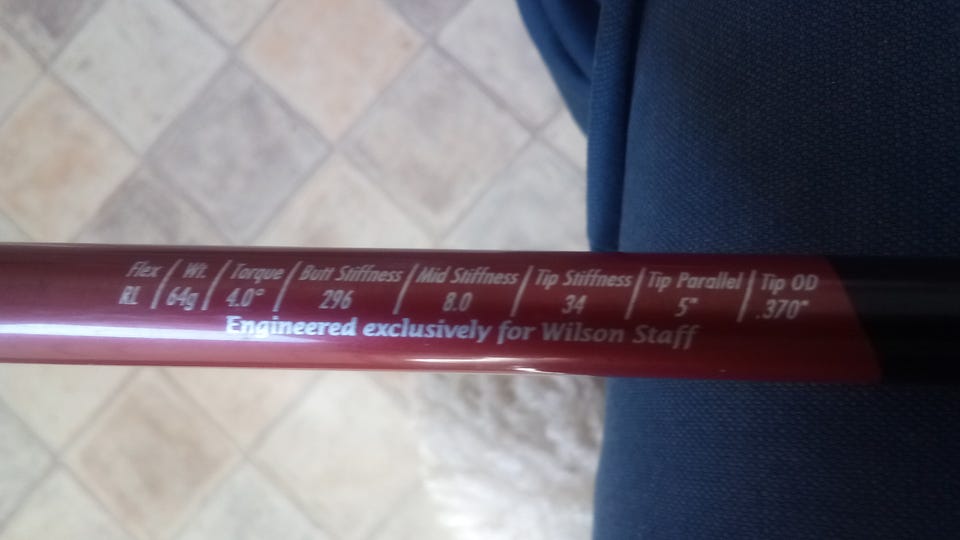 Flex / Wt. / Torque / Butt Stiffness / Mid Stiffness / Tip Stiffness / Tip Parallel / Tip OD
RL / 64g / 4.0° / 296 / 8.0 / 34 / 5" / .370"
Engineered exclusively for Wilson Staff